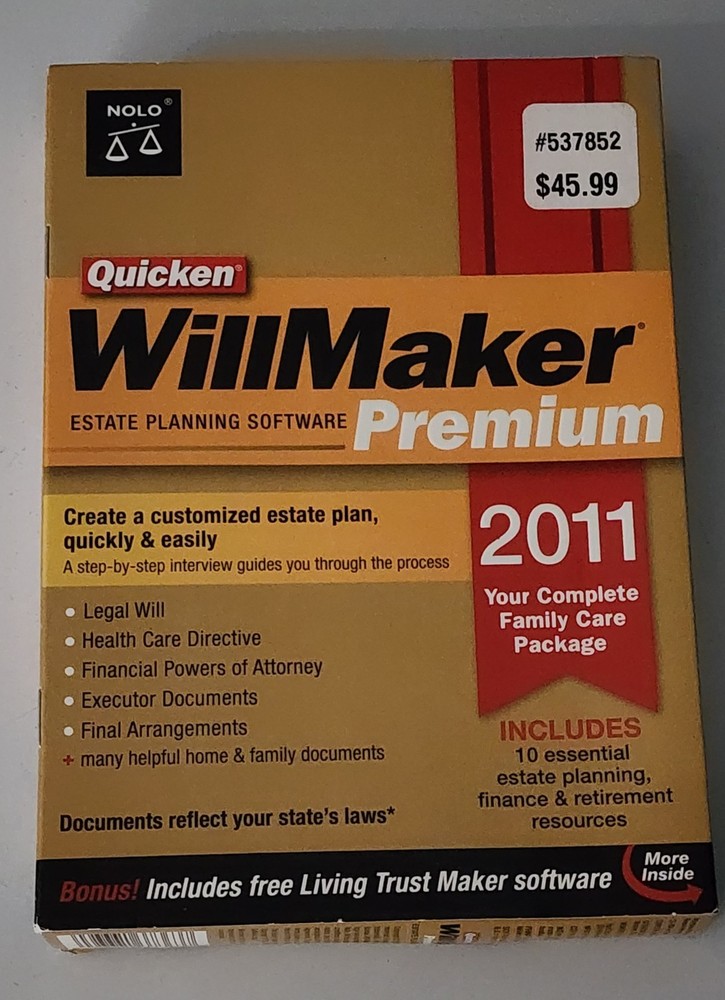 NOLO®
#537852
$45.99
Quicken®
WillMaker®
ESTATE PLANNING SOFTWARE Premium
Create a customized estate plan,
quickly & easily
A step-by-step interview guides you through the process
• Legal Will
• Health Care Directive
• Financial Powers of Attorney
• Executor Documents
• Final Arrangements
+ many helpful home & family documents
Documents reflect your state's laws*
2011
Your Complete
Family Care
Package
INCLUDES
10 essential
estate planning,
finance & retirement
resources
Bonus! Includes free Living Trust Maker software
More
Inside